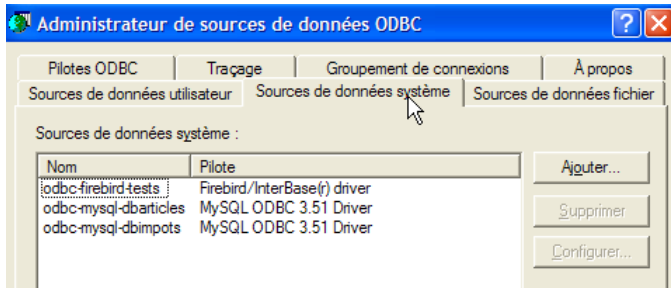 Administrateur de sources de données ODBC
Pilotes ODBC Traçage Groupement de connexions À propos
Sources de données utilisateur Sources de données système Sources de données fichier
Sources de données système :
Nom Pilote Ajouter...
odbc-firebird-tests Firebird/InterBase(r) driver
odbc-mysql-dbarticles MySQL ODBC 3.51 Driver Supprimer
odbc-mysql-dbimpots MySQL ODBC 3.51 Driver
Configurer...